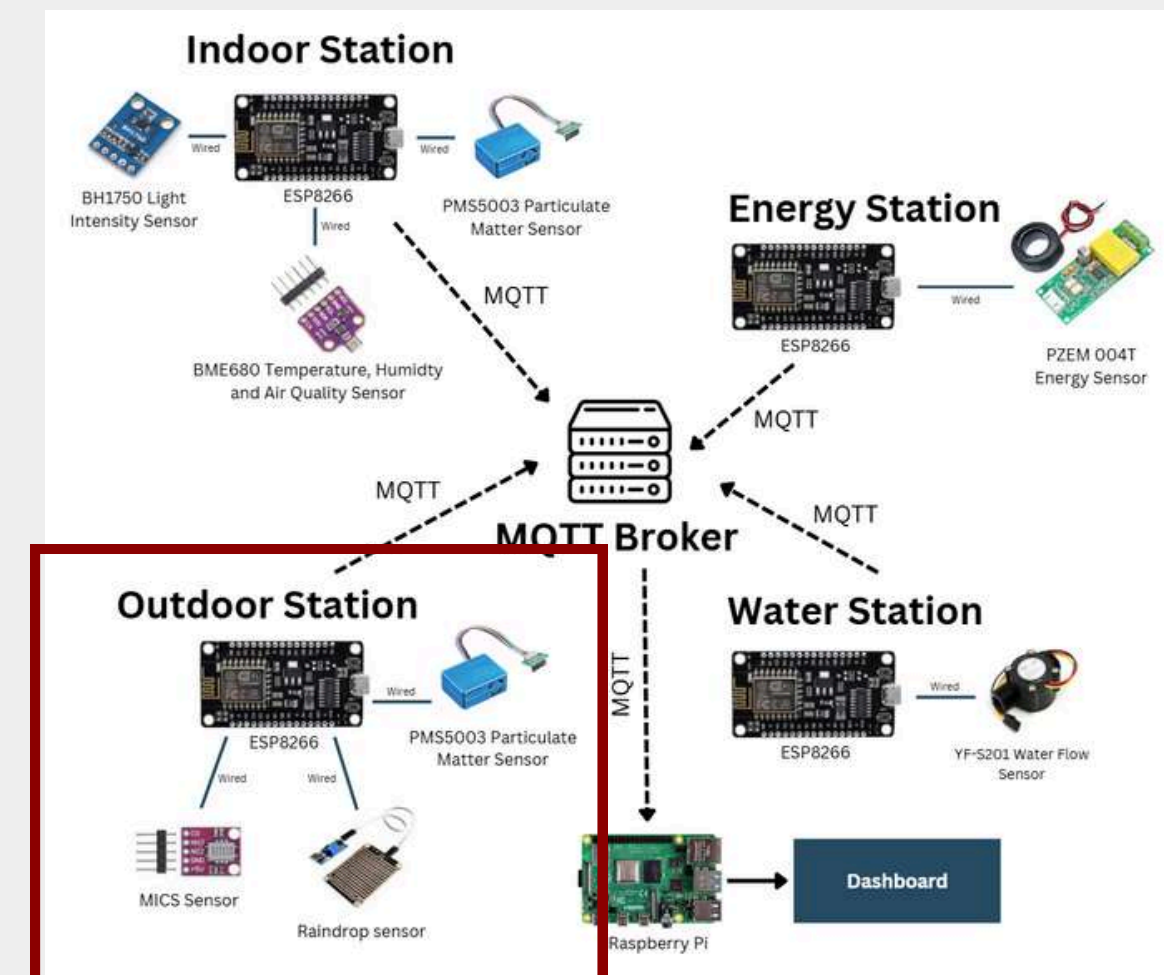 Indoor Station
Wired
Wired
BH1750 Light
Intensity Sensor
ESP8266
PMS5003 Particulate
Matter Sensor
Wired
MQTT
BME680 Temperature, Humidty
and Air Quality Sensor
Energy Station
Wired
ESP8266
PZEM 004T
Energy Sensor
MQTT
MQTT
MQTT
MQTT Broker
Outdoor Station
Wired
ESP8266
PMS5003 Particulate
Matter Sensor
Wired
Wired
MICS Sensor
Raindrop sensor
MQTT
Water Station
Wired
ESP8266
YF-S201 Water Flow
Sensor
Raspberry Pi
Dashboard